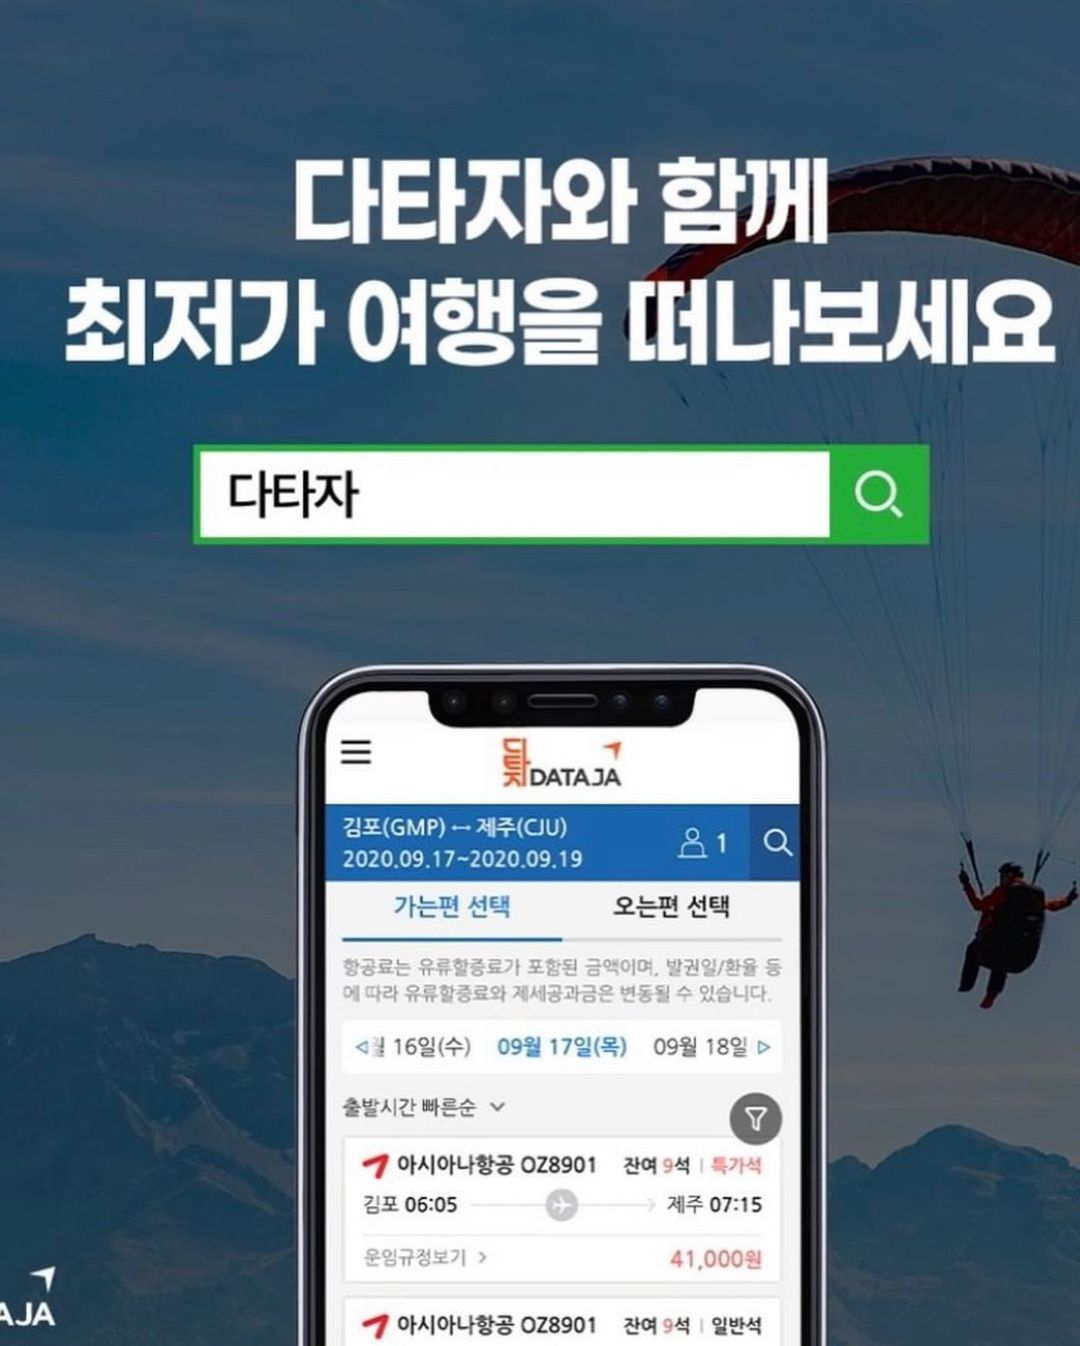 다타자와 함께
최저가 여행을 떠나보세요
다타자
다타자 DATAJA
김포(GMP) ↔ 제주(CJU)
1
2020.09.17~2020.09.19
가는편 선택 오는편 선택
항공료는 유류할증료가 포함된 금액이며, 발권일/환율 등
에 따라 유류할증료와 제세공과금은 변동될 수 있습니다.
월 16일(수) 09월 17일(목) 09월 18일
출발시간 빠른순
아시아나항공 OZ8901 잔여 9석 | 특가석
김포 06:05 제주 07:15
운임규정보기 > 41,000원
아시아나항공 OZ8901 잔여 9석 | 일반석
AJA